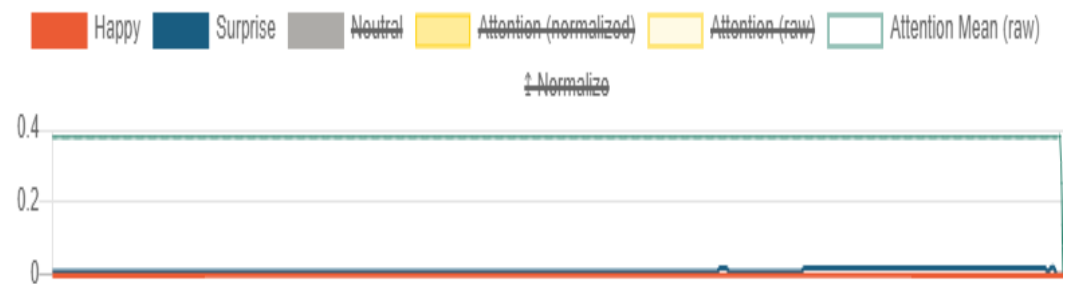 Happy Surprise Neutral Attention (normalized) Attention (raw) Attention Mean (raw)
↕ Normalize
0.4
0.2
0